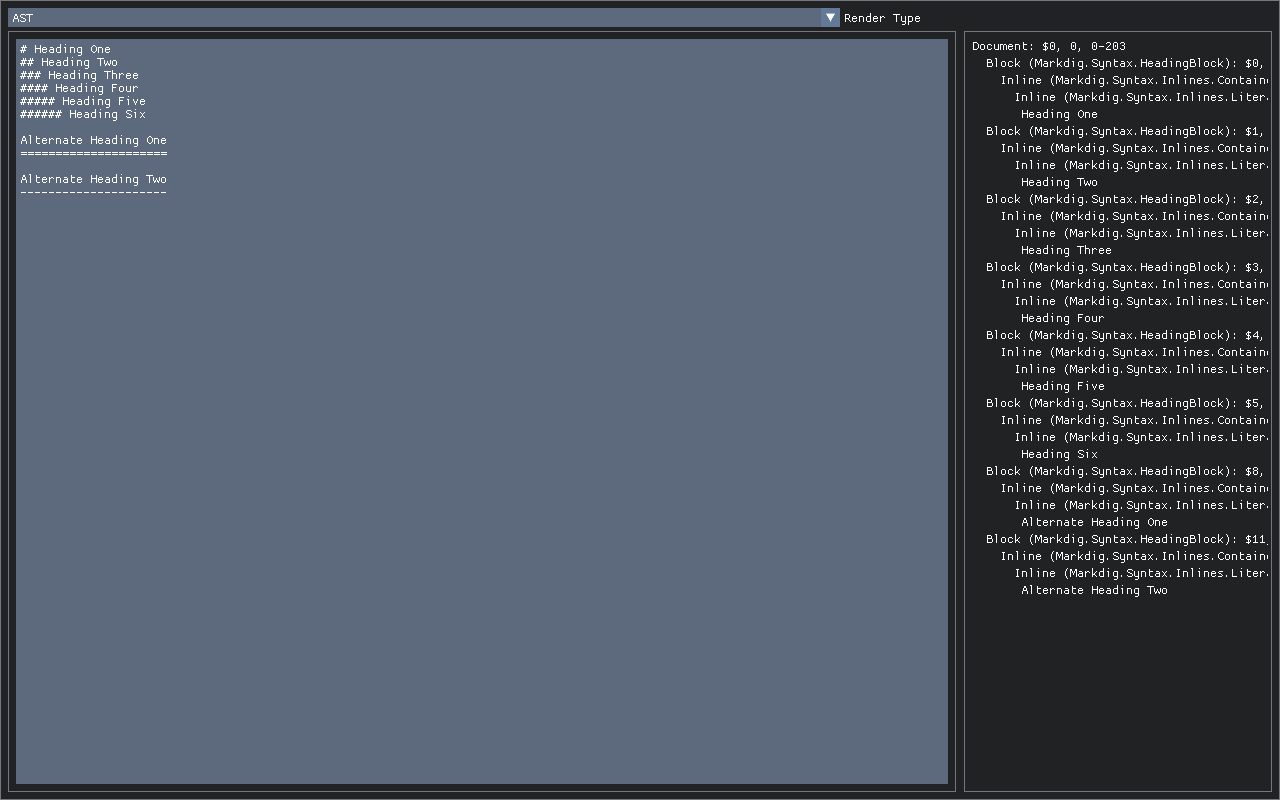 AST
Render Type
# Heading One
## Heading Two
### Heading Three
#### Heading Four
##### Heading Five
###### Heading Six
Alternate Heading One
=====================
Alternate Heading Two
---------------------
Document: $0, 0, 0-203
Block (Markdig.Syntax.HeadingBlock): $0,
Inline (Markdig.Syntax.Inlines.Contain
Inline (Markdig.Syntax.Inlines.Liter
Heading One
Block (Markdig.Syntax.HeadingBlock): $1,
Inline (Markdig.Syntax.Inlines.Contain
Inline (Markdig.Syntax.Inlines.Liter
Heading Two
Block (Markdig.Syntax.HeadingBlock): $2,
Inline (Markdig.Syntax.Inlines.Contain
Inline (Markdig.Syntax.Inlines.Liter
Heading Three
Block (Markdig.Syntax.HeadingBlock): $3,
Inline (Markdig.Syntax.Inlines.Contain
Inline (Markdig.Syntax.Inlines.Liter
Heading Four
Block (Markdig.Syntax.HeadingBlock): $4,
Inline (Markdig.Syntax.Inlines.Contain
Inline (Markdig.Syntax.Inlines.Liter
Heading Five
Block (Markdig.Syntax.HeadingBlock): $5,
Inline (Markdig.Syntax.Inlines.Contain
Inline (Markdig.Syntax.Inlines.Liter
Heading Six
Block (Markdig.Syntax.HeadingBlock): $8,
Inline (Markdig.Syntax.Inlines.Contain
Inline (Markdig.Syntax.Inlines.Liter
Alternate Heading One
Block (Markdig.Syntax.HeadingBlock): $11,
Inline (Markdig.Syntax.Inlines.Contain
Inline (Markdig.Syntax.Inlines.Liter
Alternate Heading Two